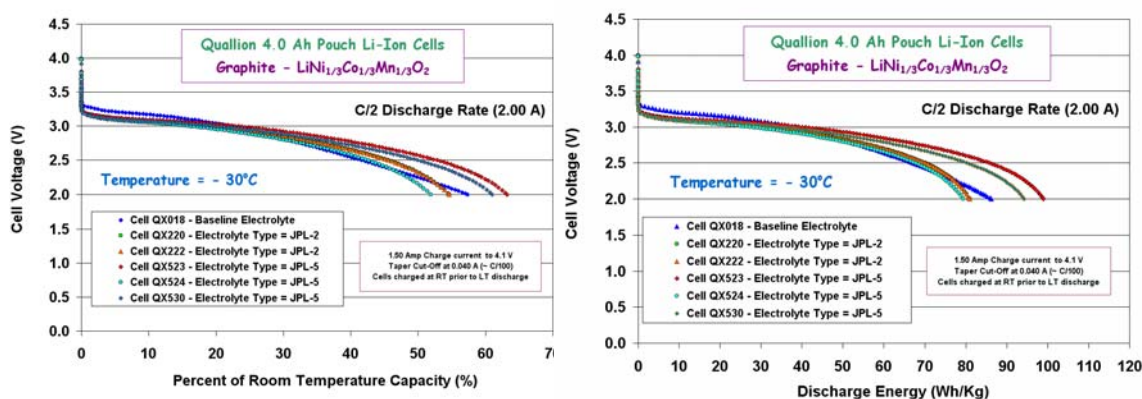 4.5
4.0
3.5
3.0
2.5
2.0
1.5
1.0
0.5
0.0
Cell Voltage (V)
Quallion 4.0 Ah Pouch Li-Ion Cells
Graphite - LiNi1/3Co1/3Mn1/3O2
C/2 Discharge Rate (2.00 A)
Temperature = - 30°C
Cell QX018 - Baseline Electrolyte
Cell QX220 - Electrolyte Type = JPL-2
Cell QX222 - Electrolyte Type = JPL-2
Cell QX523 - Electrolyte Type = JPL-5
Cell QX524 - Electrolyte Type = JPL-5
Cell QX530 - Electrolyte Type = JPL-5
1.50 Amp Charge current to 4.1 V
Taper Cut-Off at 0.040 A (~ C/100)
Cells charged at RT prior to LT discharge
0 10 20 30 40 50 60 70
Percent of Room Temperature Capacity (%)
4.5
4.0
3.5
3.0
2.5
2.0
1.5
1.0
0.5
0.0
Cell Voltage (V)
Quallion 4.0 Ah Pouch Li-Ion Cells
Graphite - LiNi1/3Co1/3Mn1/3O2
C/2 Discharge Rate (2.00 A)
Temperature = - 30°C
Cell QX018 - Baseline Electrolyte
Cell QX220 - Electrolyte Type = JPL-2
Cell QX222 - Electrolyte Type = JPL-2
Cell QX523 - Electrolyte Type = JPL-5
Cell QX524 - Electrolyte Type = JPL-5
Cell QX530 - Electrolyte Type = JPL-5
1.50 Amp Charge current to 4.1 V
Taper Cut-Off at 0.040 A (~ C/100)
Cells charged at RT prior to LT discharge
0 10 20 30 40 50 60 70 80 90 100 110 120
Discharge Energy (Wh/Kg)